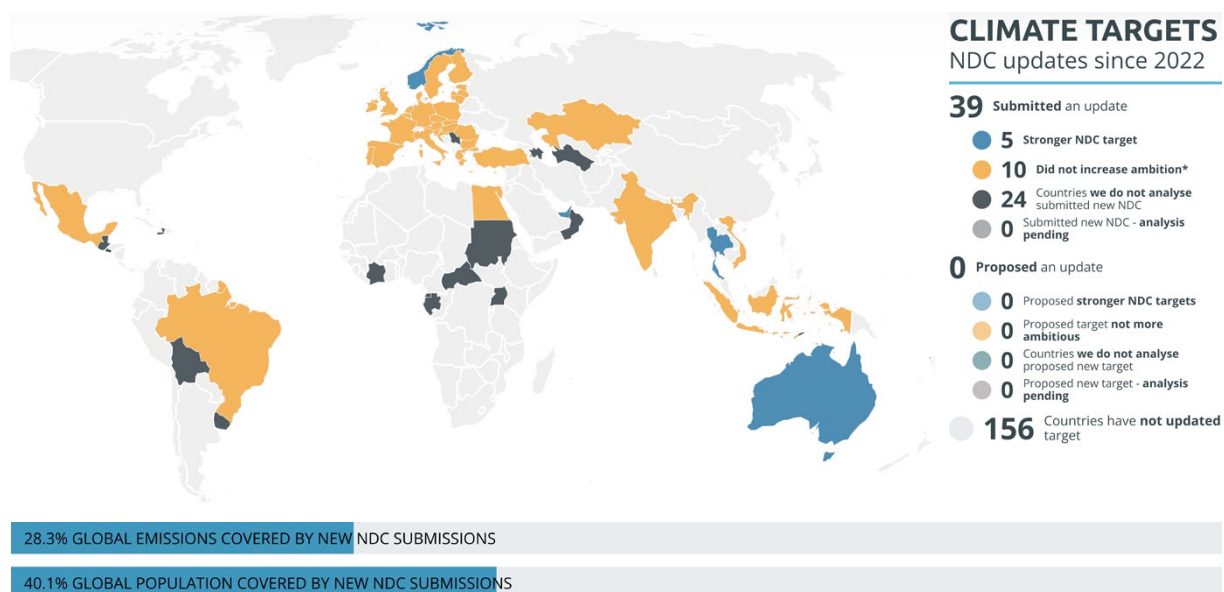 CLIMATE TARGETS
NDC updates since 2022
39 Submitted an update
5 Stronger NDC target
10 Did not increase ambition*
24 Countries we do not analyse
submitted new NDC
0 Submitted new NDC - analysis
pending
0 Proposed an update
0 Proposed stronger NDC targets
0 Proposed target not more
ambitious
0 Countries we do not analyse
proposed new target
0 Proposed new target - analysis
pending
156 Countries have not updated
target
28.3% GLOBAL EMISSIONS COVERED BY NEW NDC SUBMISSIONS
40.1% GLOBAL POPULATION COVERED BY NEW NDC SUBMISSIONS